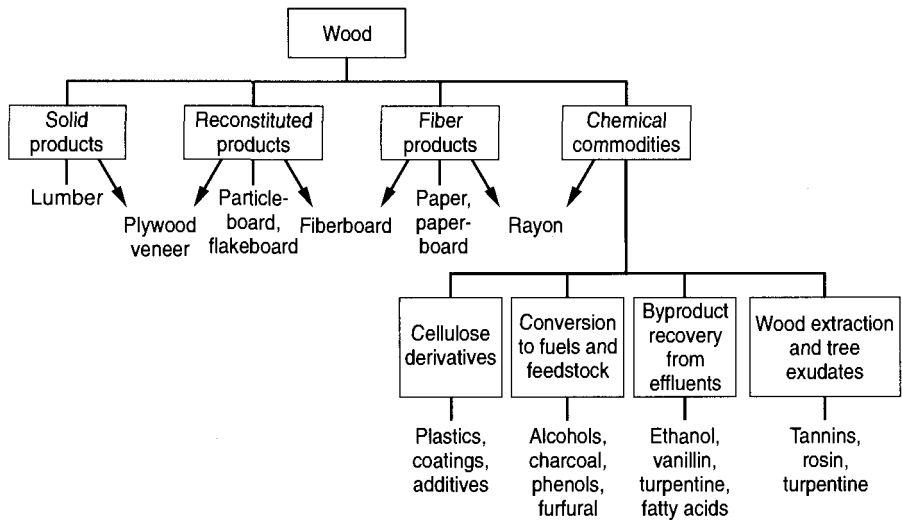 Wood
Solid
products
Reconstituted
products
Fiber
products
Chemical
commodities
Lumber
Plywood
veneer
Particle-
board,
flakeboard
Fiberboard
Paper,
paper-
board
Rayon
Cellulose
derivatives
Conversion
to fuels and
feedstock
Byproduct
recovery
from
effluents
Wood extraction
and tree
exudates
Plastics,
coatings,
additives
Alcohols,
charcoal,
phenols,
furfural
Ethanol,
vanillin,
turpentine,
fatty acids
Tannins,
rosin,
turpentine